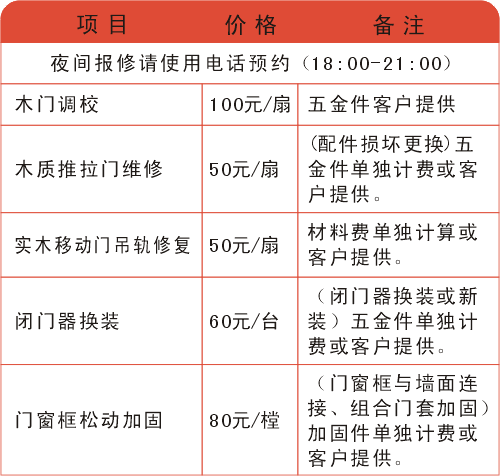 项目 价格 备注
夜间报修请使用电话预约（18:00-21:00）
木门调校 100元/扇 五金件客户提供
木质推拉门维修 50元/扇 (配件损坏更换)五
金件单独计费或客
户提供。
实木移动门吊轨修复 50元/扇 材料费单独计算或
客户提供。
闭门器换装 60元/台 （闭门器换装或新
装）五金件单独计
费或客户提供。
门窗框松动加固 80元/樘 （门窗框与墙面连
接、组合门套加固）
加固件单独计费或
客户提供。